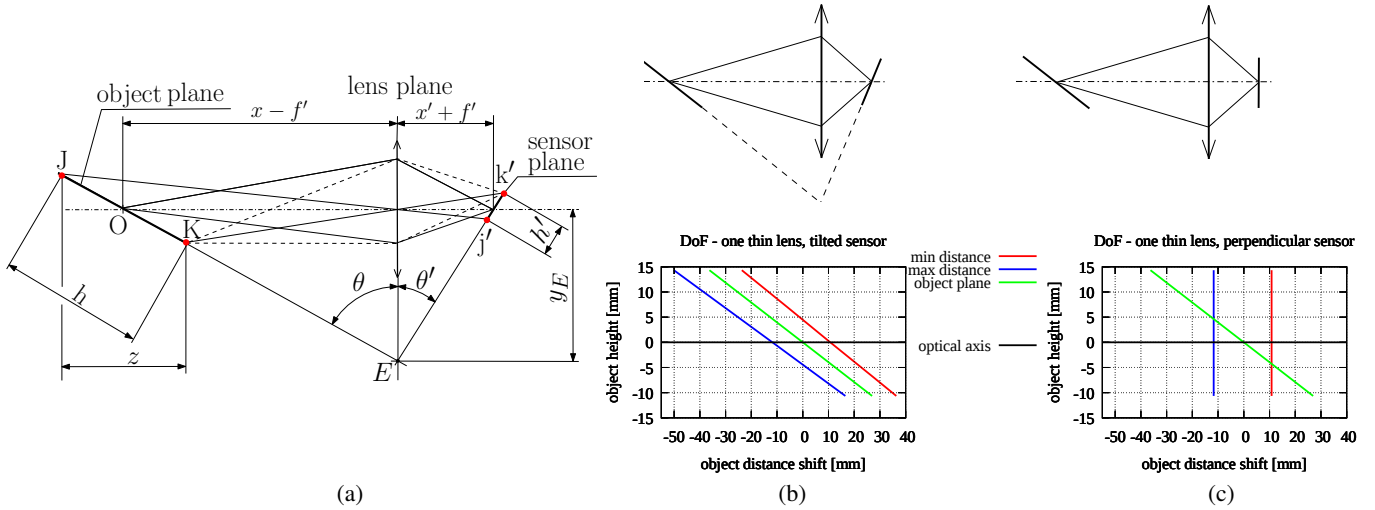 object plane
lens plane
x − f′
x′ + f′
sensor
plane
J
k′
O
K
j′
h′
h
θ
θ′
y_E
z
E
(a)
DoF - one thin lens, tilted sensor
min distance
max distance
object plane
optical axis
object height [mm]
15
10
5
0
-5
-10
-15
-50 -40 -30 -20 -10 0 10 20 30 40
object distance shift [mm]
(b)
DoF - one thin lens, perpendicular sensor
object height [mm]
15
10
5
0
-5
-10
-15
-50 -40 -30 -20 -10 0 10 20 30 40
object distance shift [mm]
(c)